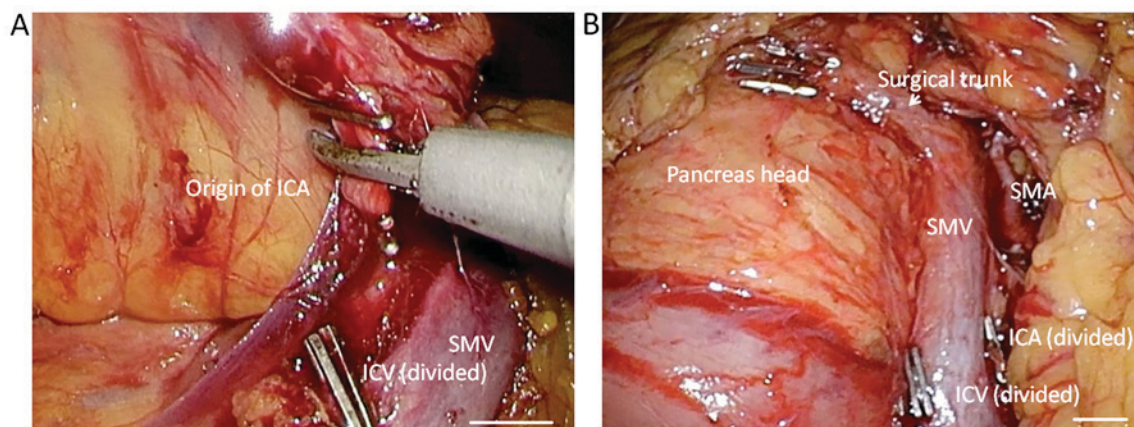 A
Origin of ICA
SMV
ICV (divided)
B
Surgical trunk
Pancreas head
SMA
SMV
ICA (divided)
ICV (divided)